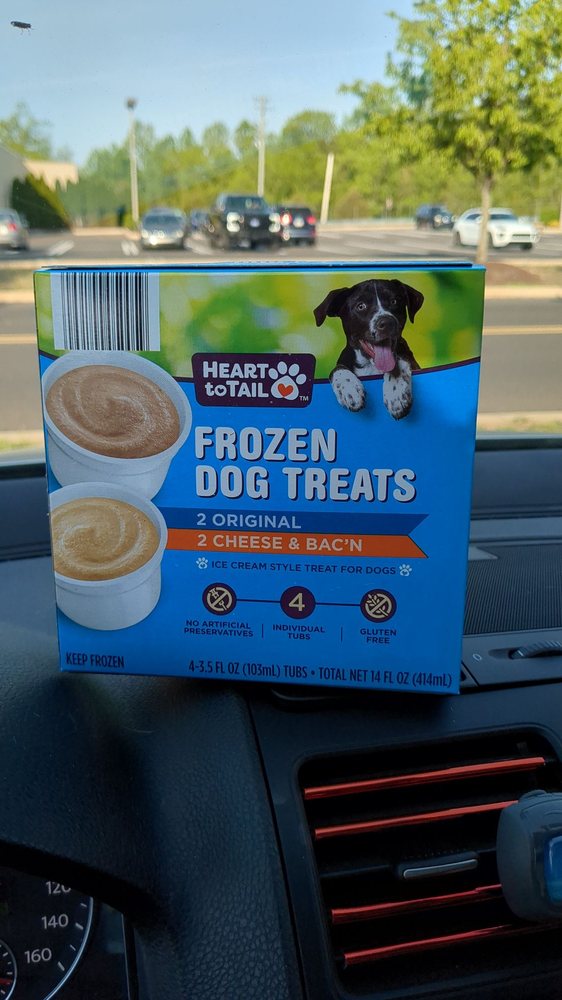 HEART
to TAIL™
FROZEN
DOG TREATS
2 ORIGINAL
2 CHEESE & BAC'N
ICE CREAM STYLE TREAT FOR DOGS
NO ARTIFICIAL
PRESERVATIVES
4
INDIVIDUAL
TUBS
GLUTEN
FREE
KEEP FROZEN
4-3.5 FL OZ (103mL) TUBS • TOTAL NET 14 FL OZ (414mL)
120
140
160